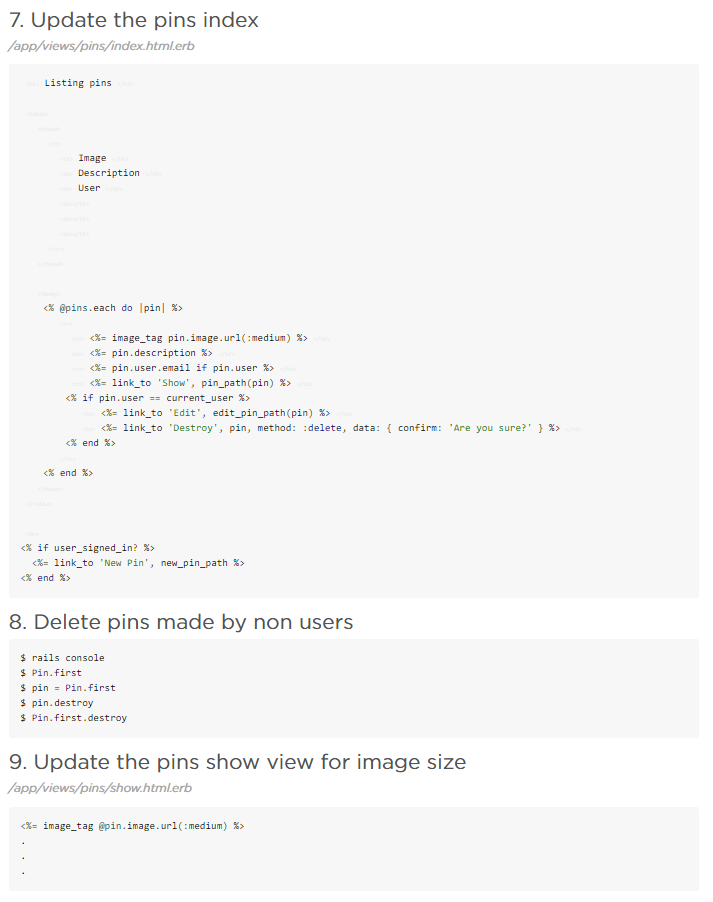 7. Update the pins index
/app/views/pins/index.html.erb
Listing pins
Image
Description
User
<% @pins.each do |pin| %>
<%= image_tag pin.image.url(:medium) %>
<%= pin.description %>
<%= pin.user.email if pin.user %>
<%= link_to 'Show', pin_path(pin) %>
<% if pin.user == current_user %>
<%= link_to 'Edit', edit_pin_path(pin) %>
<%= link_to 'Destroy', pin, method: :delete, data: { confirm: 'Are you sure?' } %>
<% end %>
<% end %>
<% if user_signed_in? %>
<%= link_to 'New Pin', new_pin_path %>
<% end %>
8. Delete pins made by non users
$ rails console
$ Pin.first
$ pin = Pin.first
$ pin.destroy
$ Pin.first.destroy
9. Update the pins show view for image size
/app/views/pins/show.html.erb
<%= image_tag @pin.image.url(:medium) %>
.
.
.